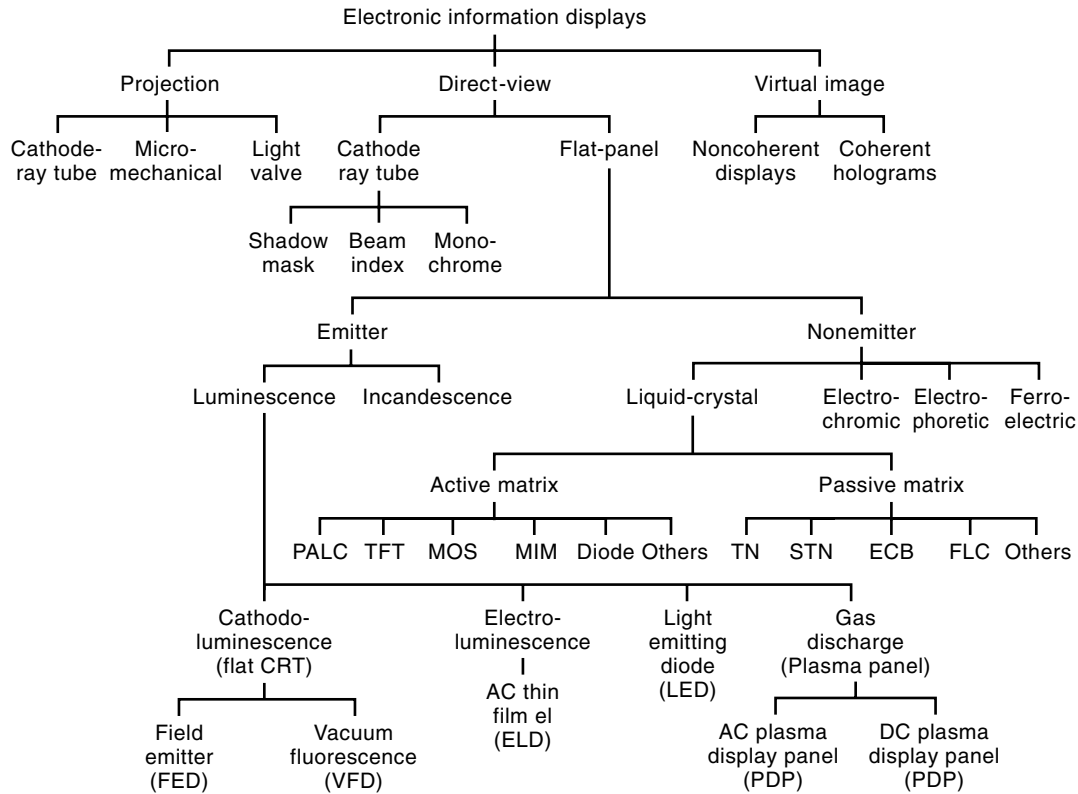 Electronic information displays
Projection
Direct-view
Virtual image
Cathode-
ray tube
Micro-
mechanical
Light
valve
Cathode
ray tube
Flat-panel
Noncoherent
displays
Coherent
holograms
Shadow
mask
Beam
index
Mono-
chrome
Emitter
Nonemitter
Luminescence
Incandescence
Liquid-crystal
Electro-
chromic
Electro-
phoretic
Ferro-
electric
Active matrix
Passive matrix
PALC
TFT
MOS
MIM
Diode
Others
TN
STN
ECB
FLC
Others
Cathodo-
luminescence
(flat CRT)
Electro-
luminescence
Light
emitting
diode
(LED)
Gas
discharge
(Plasma panel)
AC thin
film el
(ELD)
Field
emitter
(FED)
Vacuum
fluorescence
(VFD)
AC plasma
display panel
(PDP)
DC plasma
display panel
(PDP)